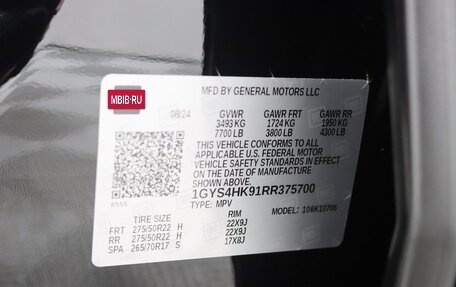 MBIB.RU
MFD BY GENERAL MOTORS LLC
08/24 GVWR GAWR FRT GAWR RR
3493 KG 1724 KG 1950 KG
7700 LB 3800 LB 4300 LB
THIS VEHICLE CONFORMS TO ALL
APPLICABLE U.S. FEDERAL MOTOR
VEHICLE SAFETY STANDARDS IN EFFECT
ON THE DATE OF MANUFACTURE
SHOWN ABOVE.
1GYS4HK91RR375700
TYPE: MPV MODEL: 106K10706
8555
TIRE SIZE RIM
FRT 275/50R22 H 22X9J
RR 275/50R22 H 22X9J
SPA 265/70R17 S 17X8J